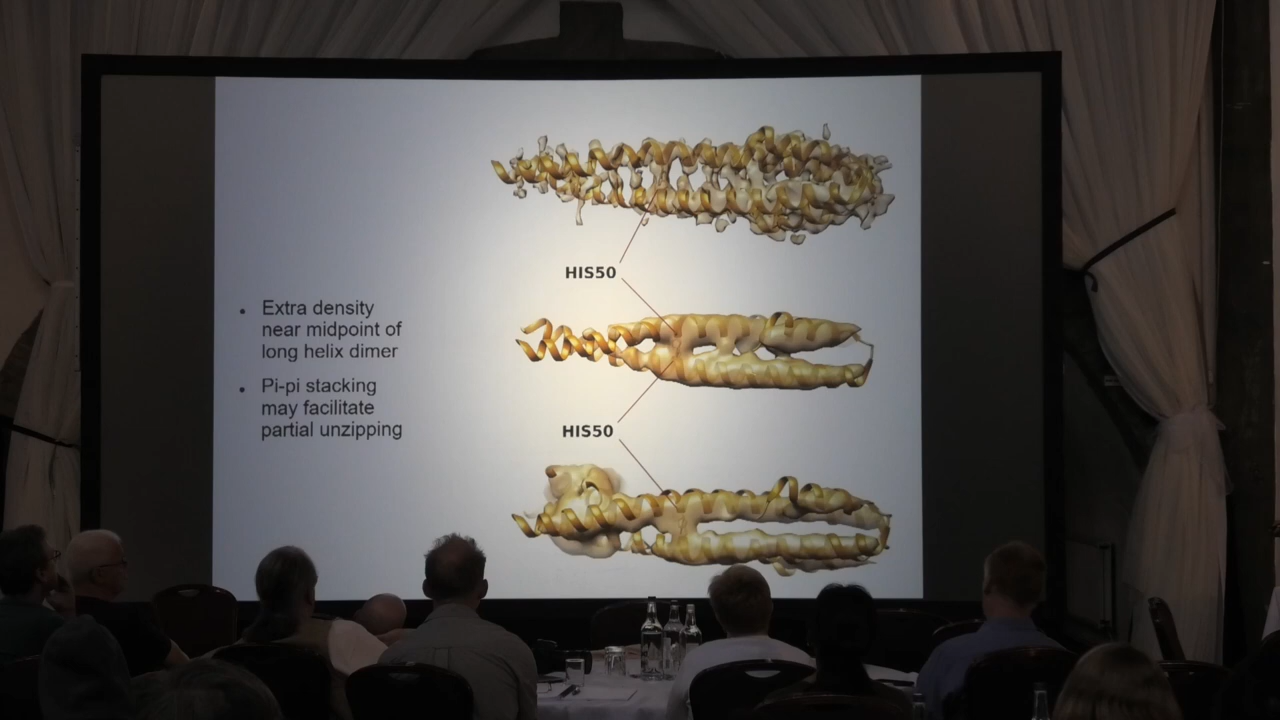 HIS50
• Extra density
near midpoint of
long helix dimer
• Pi-pi stacking
may facilitate
partial unzipping
HIS50